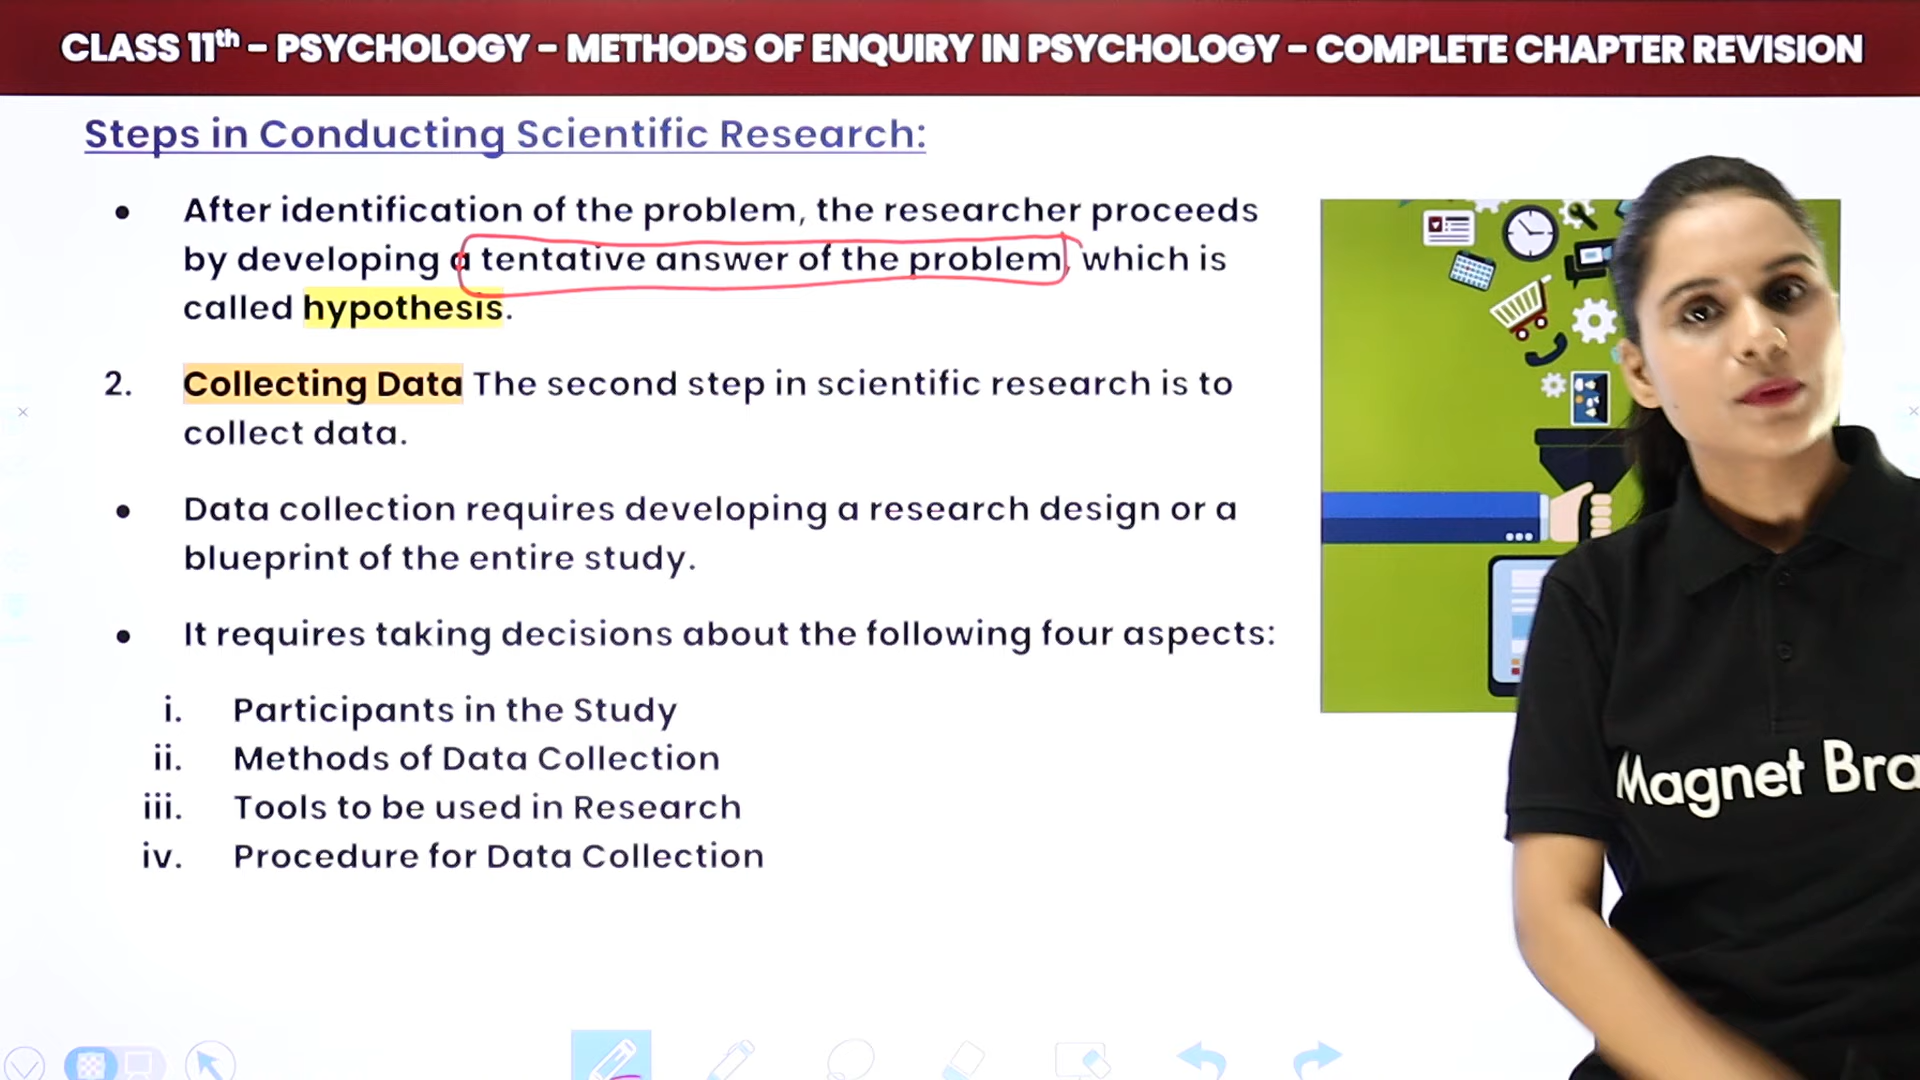 CLASS 11th – PSYCHOLOGY – METHODS OF ENQUIRY IN PSYCHOLOGY – COMPLETE CHAPTER REVISION
Steps in Conducting Scientific Research:
• After identification of the problem, the researcher proceeds
by developing a tentative answer of the problem, which is
called hypothesis.
2. Collecting Data The second step in scientific research is to
collect data.
• Data collection requires developing a research design or a
blueprint of the entire study.
• It requires taking decisions about the following four aspects:
i. Participants in the Study
ii. Methods of Data Collection
iii. Tools to be used in Research
iv. Procedure for Data Collection
Magnet Bra